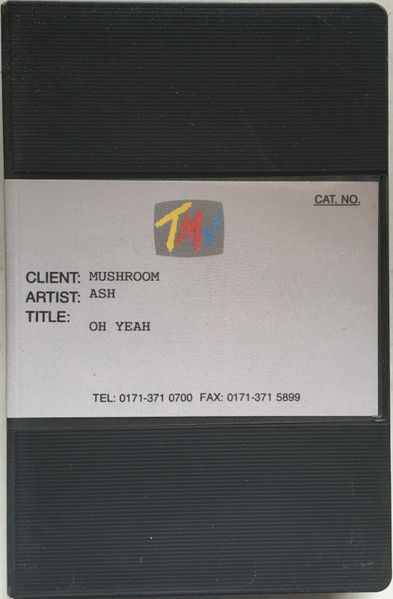 CAT. NO.
TMV
CLIENT: MUSHROOM
ARTIST: ASH
TITLE:
OH YEAH
TEL: 0171-371 0700 FAX: 0171-371 5899